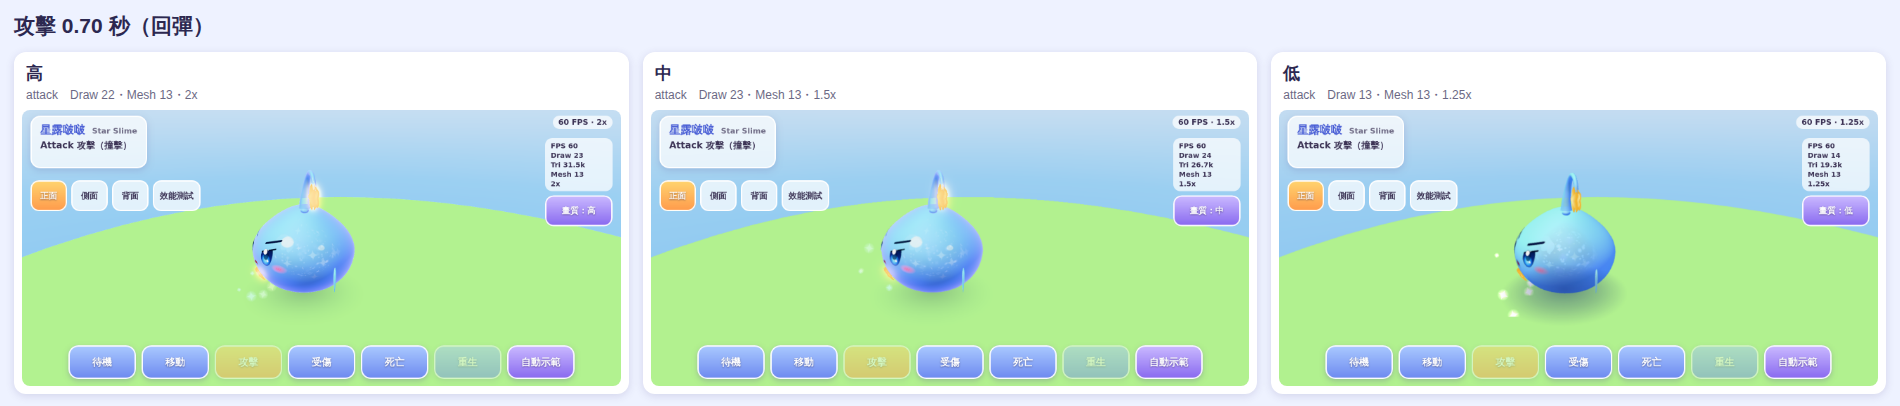 攻擊 0.70 秒（回彈）
高
attack Draw 22・Mesh 13・2x
星露啵啵 Star Slime
Attack 攻擊（撞擊）
60 FPS · 2x
FPS 60
Draw 23
Tri 31.5k
Mesh 13
2x
正面 側面 背面 效能測試
畫質：高
待機 移動 攻擊 受傷 死亡 重生 自動示範
中
attack Draw 23・Mesh 13・1.5x
星露啵啵 Star Slime
Attack 攻擊（撞擊）
60 FPS · 1.5x
FPS 60
Draw 24
Tri 26.7k
Mesh 13
1.5x
正面 側面 背面 效能測試
畫質：中
待機 移動 攻擊 受傷 死亡 重生 自動示範
低
attack Draw 13・Mesh 13・1.25x
星露啵啵 Star Slime
Attack 攻擊（撞擊）
60 FPS · 1.25x
FPS 60
Draw 14
Tri 19.3k
Mesh 13
1.25x
正面 側面 背面 效能測試
畫質：低
待機 移動 攻擊 受傷 死亡 重生 自動示範